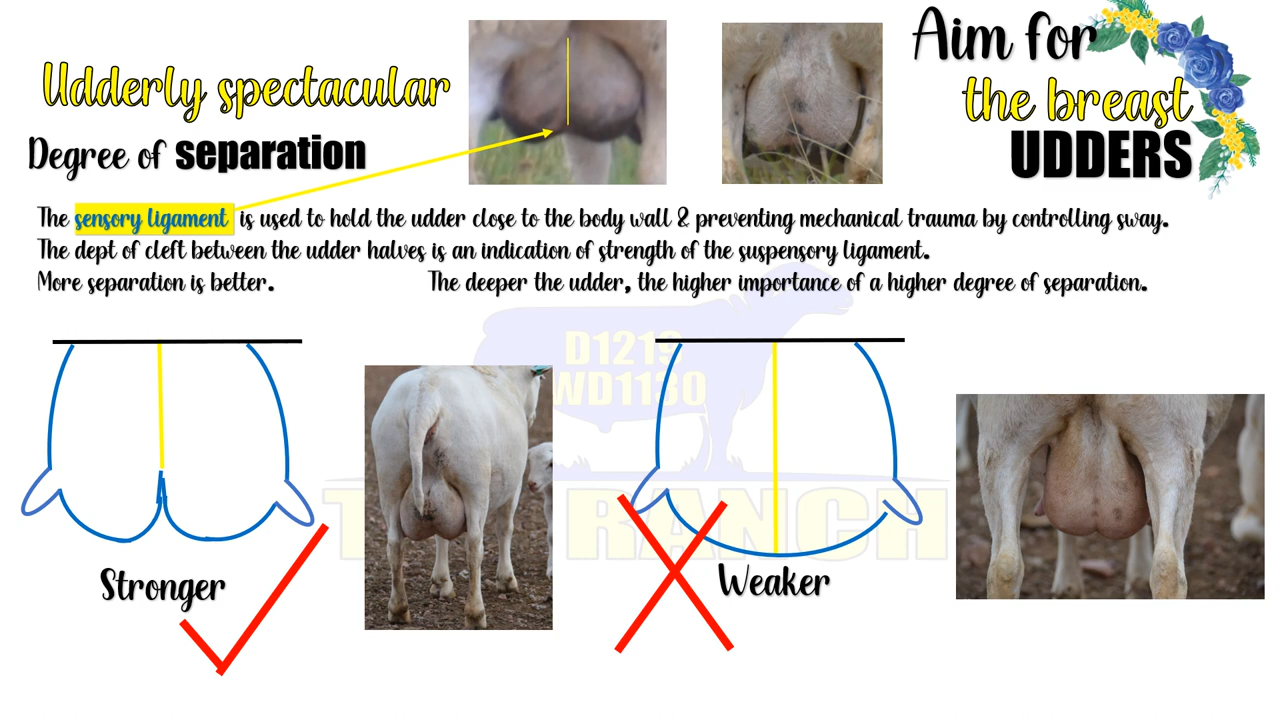 Udderly spectacular
Degree of separation
Aim for
the breast
UDDERS
The sensory ligament is used to hold the udder close to the body wall & preventing mechanical trauma by controlling sway.
The dept of cleft between the udder halves is an indication of strength of the suspensory ligament.
More separation is better. The deeper the udder, the higher importance of a higher degree of separation.
D1219
WD1130
RANCH
Stronger
Weaker